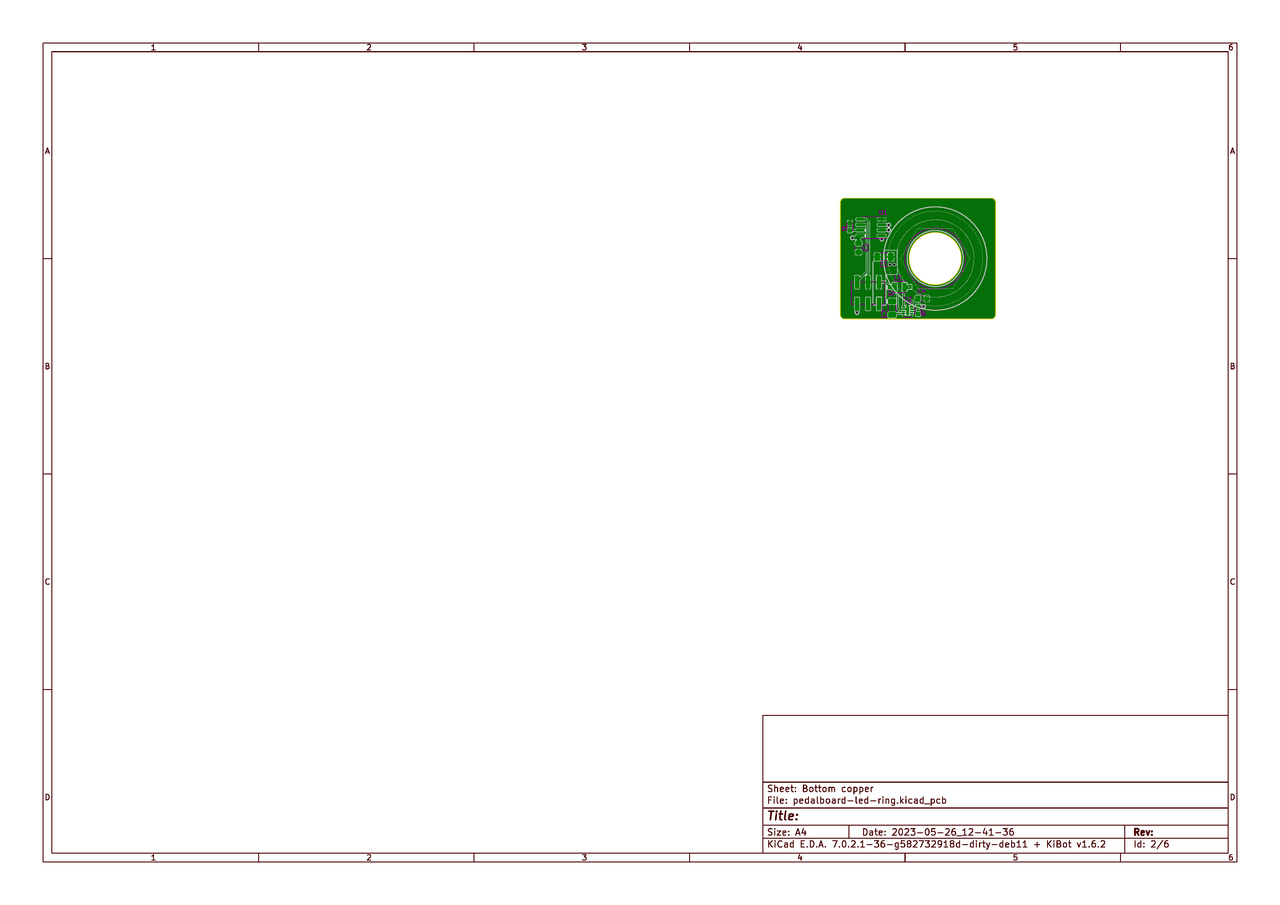 1 2 3 4 5 6
A A
B B
C C
D D
Sheet: Bottom copper
File: pedalboard-led-ring.kicad_pcb
Title:
Size: A4 Date: 2023-05-26_12-41-36 Rev:
KiCad E.D.A. 7.0.2.1-36-g582732918d-dirty-deb11 + KiBot v1.6.2 Id: 2/6
1 2 3 4 5 6